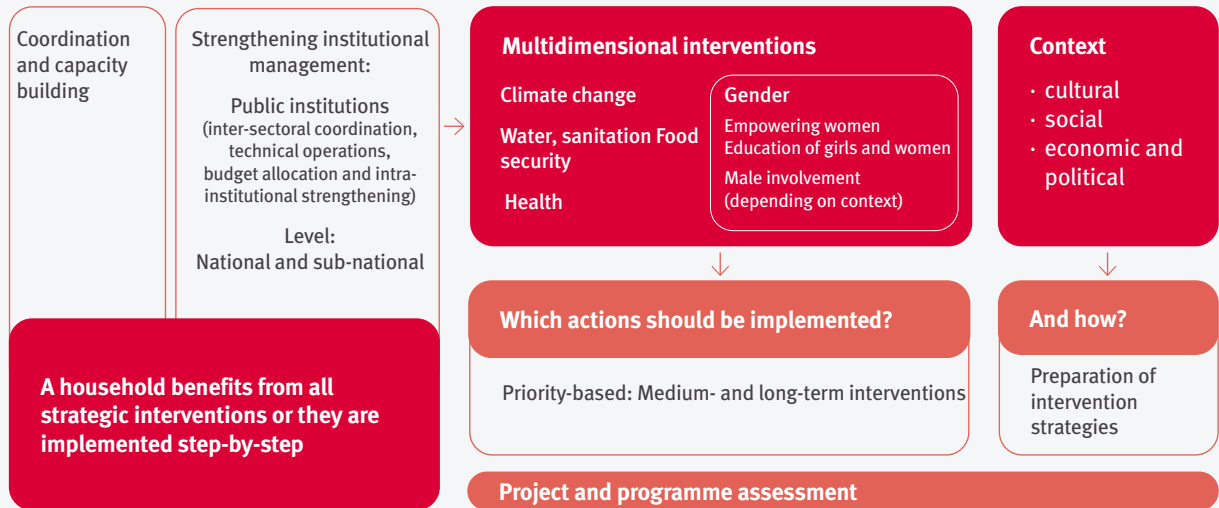 Coordination
and capacity
building
Strengthening institutional
management:
Public institutions
(inter-sectoral coordination,
technical operations,
budget allocation and intra-
institutional strengthening)
Level:
National and sub-national
A household benefits from all
strategic interventions or they are
implemented step-by-step
Multidimensional interventions
Climate change
Water, sanitation Food
security
Health
Gender
Empowering women
Education of girls and women
Male involvement
(depending on context)
Context
· cultural
· social
· economic and
political
Which actions should be implemented?
Priority-based: Medium- and long-term interventions
And how?
Preparation of
intervention
strategies
Project and programme assessment